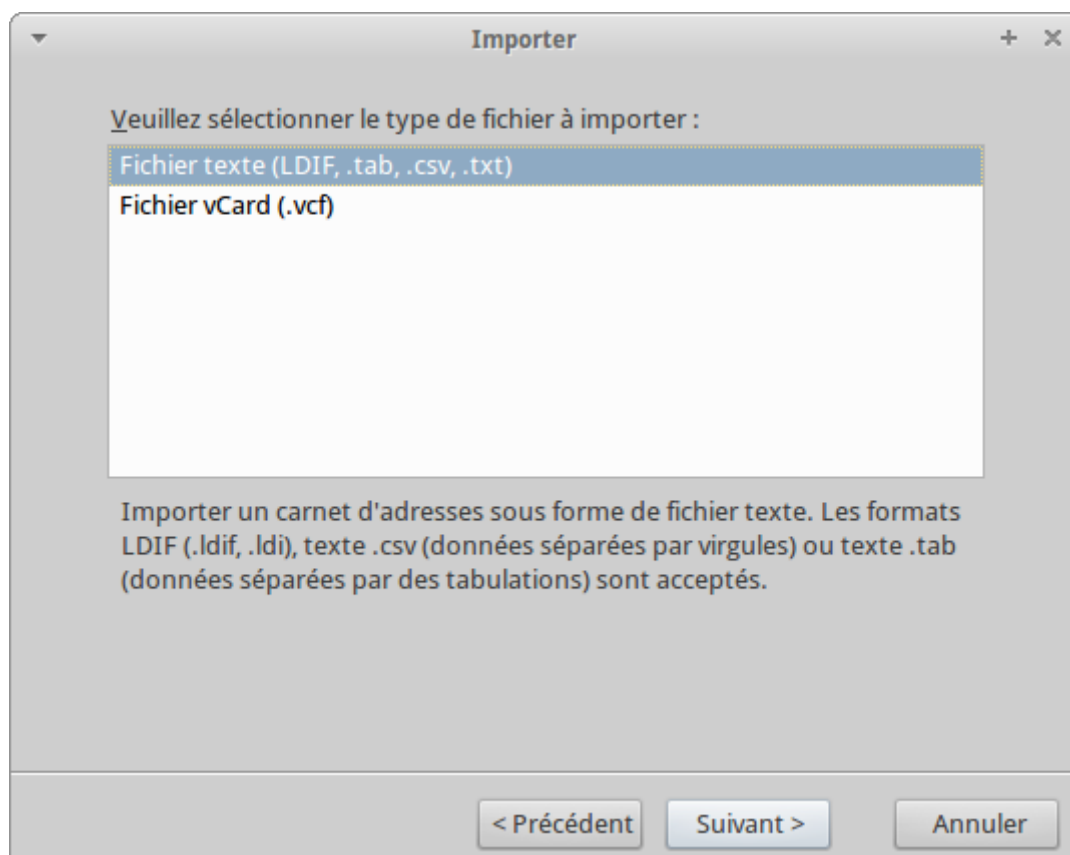 Importer
Veuillez sélectionner le type de fichier à importer :
Fichier texte (LDIF, .tab, .csv, .txt)
Fichier vCard (.vcf)
Importer un carnet d'adresses sous forme de fichier texte. Les formats
LDIF (.ldif, .ldi), texte .csv (données séparées par virgules) ou texte .tab
(données séparées par des tabulations) sont acceptés.
< Précédent Suivant > Annuler